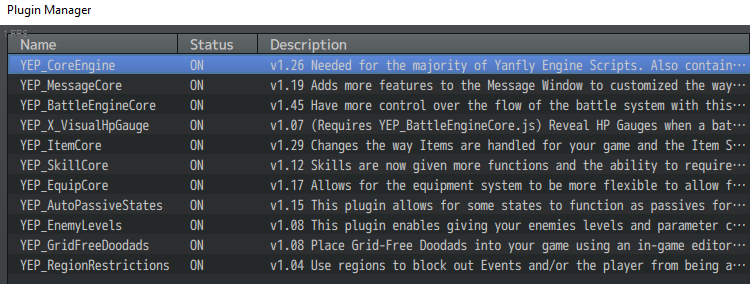 Plugin Manager
Name Status Description
YEP_CoreEngine ON v1.26 Needed for the majority of Yanfly Engine Scripts. Also contain…
YEP_MessageCore ON v1.19 Adds more features to the Message Window to customized the way…
YEP_BattleEngineCore ON v1.45 Have more control over the flow of the battle system with this…
YEP_X_VisualHpGauge ON v1.07 (Requires YEP_BattleEngineCore.js) Reveal HP Gauges when a bat…
YEP_ItemCore ON v1.29 Changes the way Items are handled for your game and the Item S…
YEP_SkillCore ON v1.12 Skills are now given more functions and the ability to require…
YEP_EquipCore ON v1.17 Allows for the equipment system to be more flexible to allow f…
YEP_AutoPassiveStates ON v1.15 This plugin allows for some states to function as passives for…
YEP_EnemyLevels ON v1.08 This plugin enables giving your enemies levels and parameter c…
YEP_GridFreeDoodads ON v1.08 Place Grid-Free Doodads into your game using an in-game editor…
YEP_RegionRestrictions ON v1.04 Use regions to block out Events and/or the player from being a…